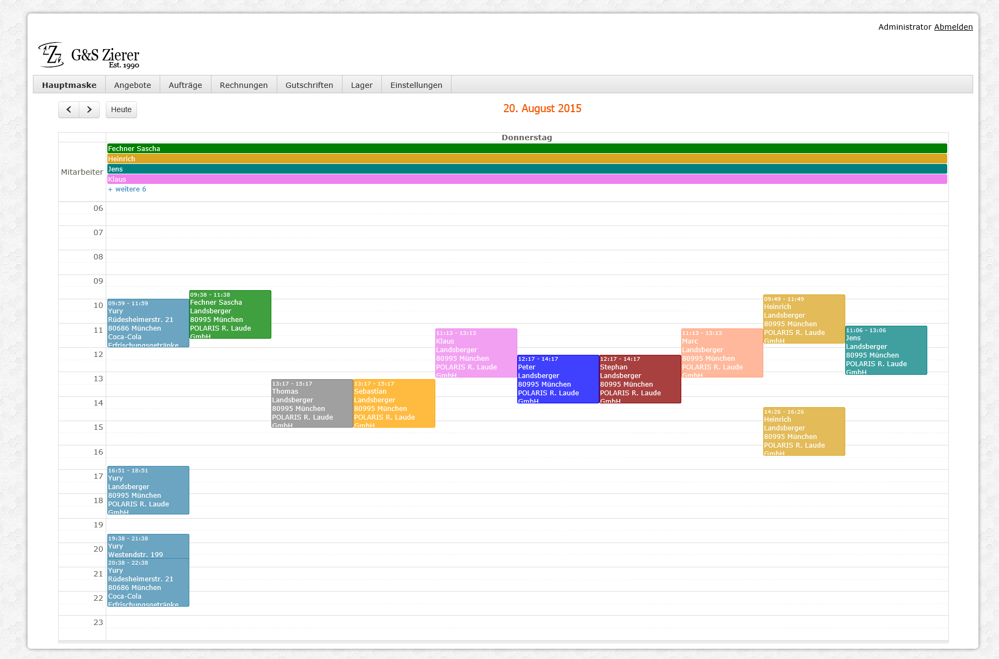 Administrator Abmelden
G&S Zierer
Est. 1990
Hauptmaske Angebote Aufträge Rechnungen Gutschriften Lager Einstellungen
Heute
20. August 2015
Donnerstag
Mitarbeiter
Fechner Sascha
Heinrich
Jens
Klaus
+ weitere 6
06
07
08
09
10
11
12
13
14
15
16
17
18
19
20
21
22
23
09:59 - 11:59
Yury
Rüdesheimerstr. 21
80686 München
Coca-Cola
Erfrischungsgetränke
09:38 - 11:38
Fechner Sascha
Landsberger
80995 München
POLARIS R. Laude
GmbH
13:17 - 15:17
Thomas
Landsberger
80995 München
POLARIS R. Laude
GmbH
13:17 - 15:17
Sebastian
Landsberger
80995 München
POLARIS R. Laude
GmbH
11:13 - 13:13
Klaus
Landsberger
80995 München
POLARIS R. Laude
GmbH
12:17 - 14:17
Peter
Landsberger
80995 München
POLARIS R. Laude
GmbH
12:17 - 14:17
Stephan
Landsberger
80995 München
POLARIS R. Laude
GmbH
11:13 - 13:13
Marc
Landsberger
80995 München
POLARIS R. Laude
GmbH
09:49 - 11:49
Heinrich
Landsberger
80995 München
POLARIS R. Laude
GmbH
11:06 - 13:06
Jens
Landsberger
80995 München
POLARIS R. Laude
GmbH
14:26 - 16:26
Heinrich
Landsberger
80995 München
POLARIS R. Laude
GmbH
16:51 - 18:51
Yury
Landsberger
80995 München
POLARIS R. Laude
GmbH
19:38 - 21:38
Yury
Westendstr. 199
20:38 - 22:38
Yury
Rüdesheimerstr. 21
80686 München
Coca-Cola
Erfrischungsgetränke